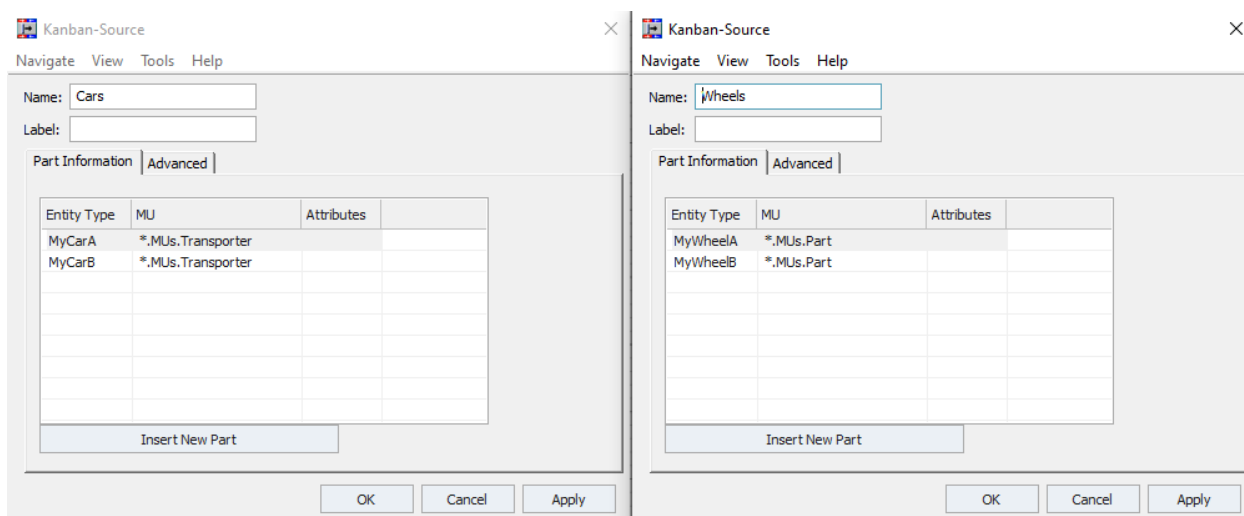 Kanban-Source
Navigate View Tools Help
Name: Cars
Label:
Part Information Advanced
Entity Type MU Attributes
MyCarA *.MUs.Transporter
MyCarB *.MUs.Transporter
Insert New Part
OK Cancel Apply
Kanban-Source
Navigate View Tools Help
Name: Wheels
Label:
Part Information Advanced
Entity Type MU Attributes
MyWheelA *.MUs.Part
MyWheelB *.MUs.Part
Insert New Part
OK Cancel Apply